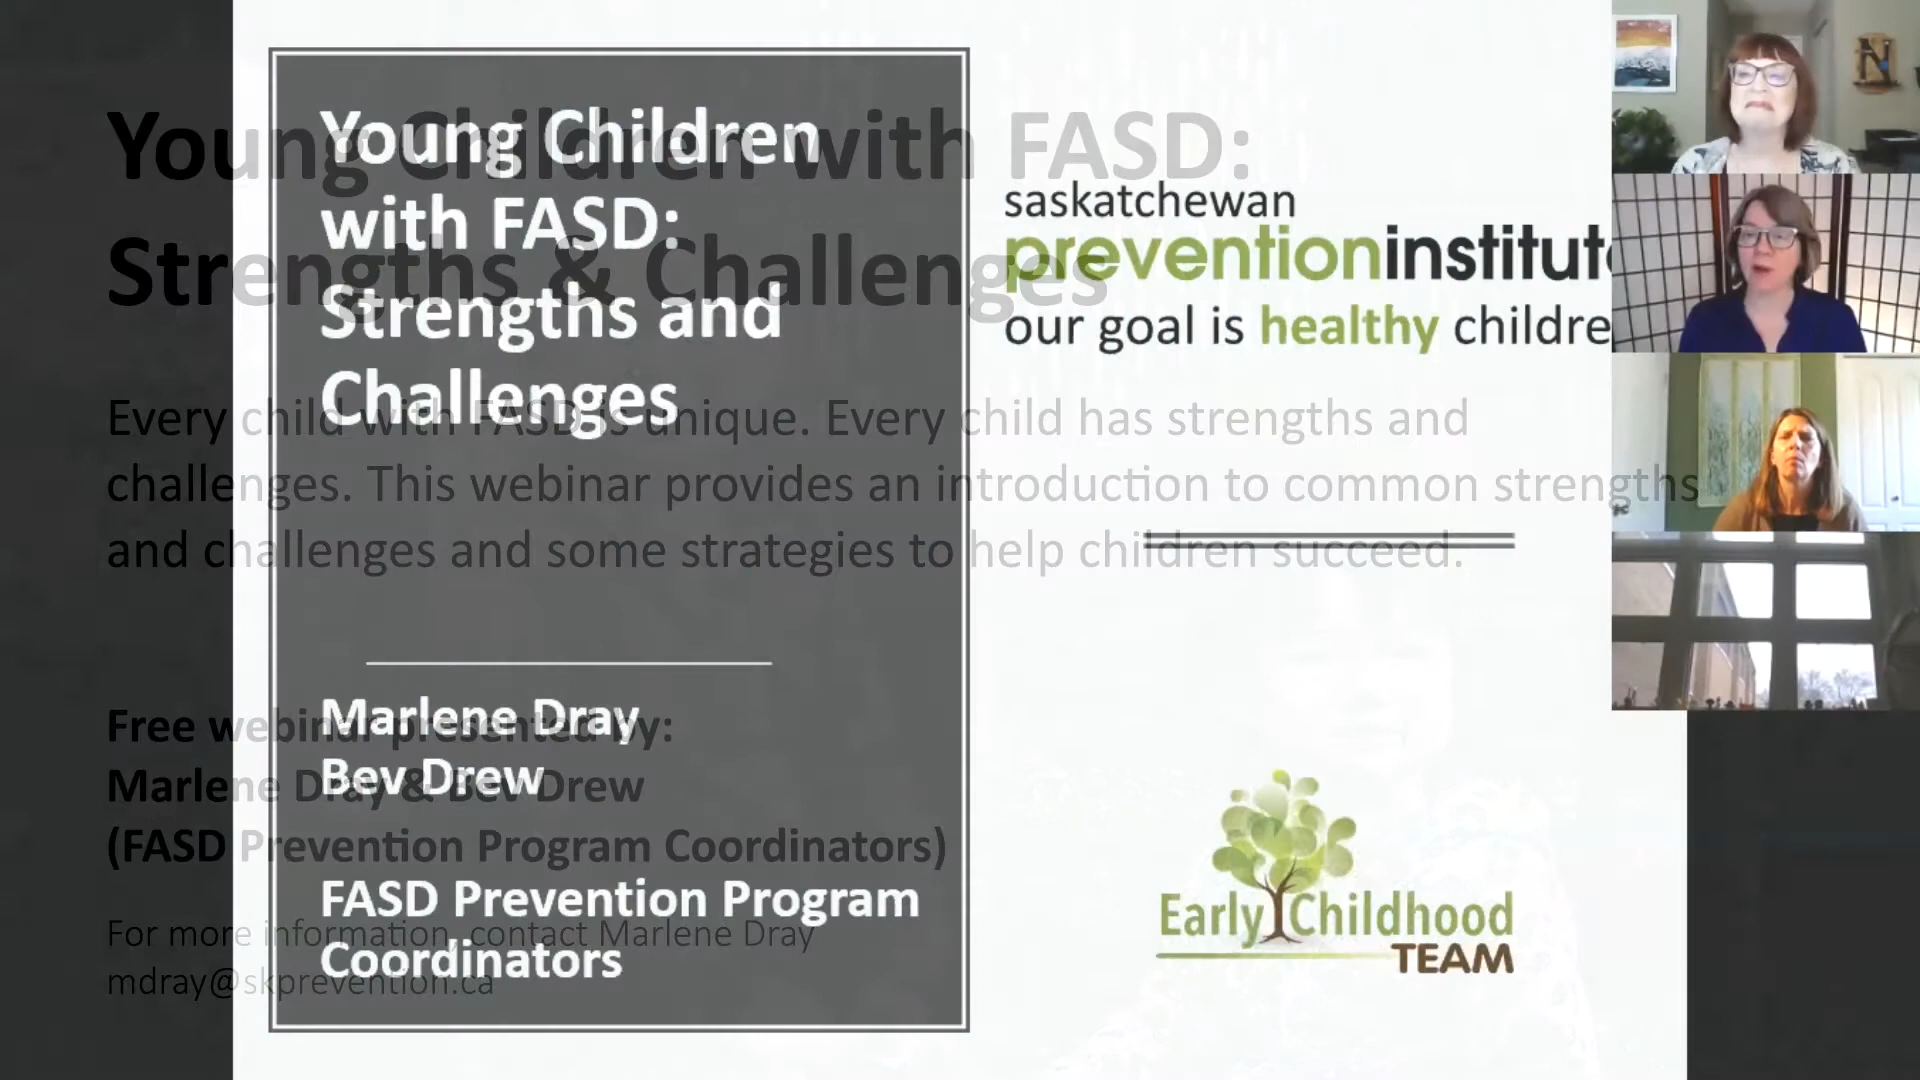 Young Children with FASD:
Strengths & Challenges
Every child with FASD is unique. Every child has strengths and
challenges. This webinar provides an introduction to common strengths
and challenges and some strategies to help children succeed.
Free webinar presented by:
Marlene Dray & Bev Drew
(FASD Prevention Program Coordinators)
For more information, contact Marlene Dray
mdray@skprevention.ca
Young Children
with FASD:
Strengths and
Challenges
Marlene Dray
Bev Drew
FASD Prevention Program
Coordinators
saskatchewan
preventioninstitute
our goal is healthy childre
Early Childhood
TEAM
N